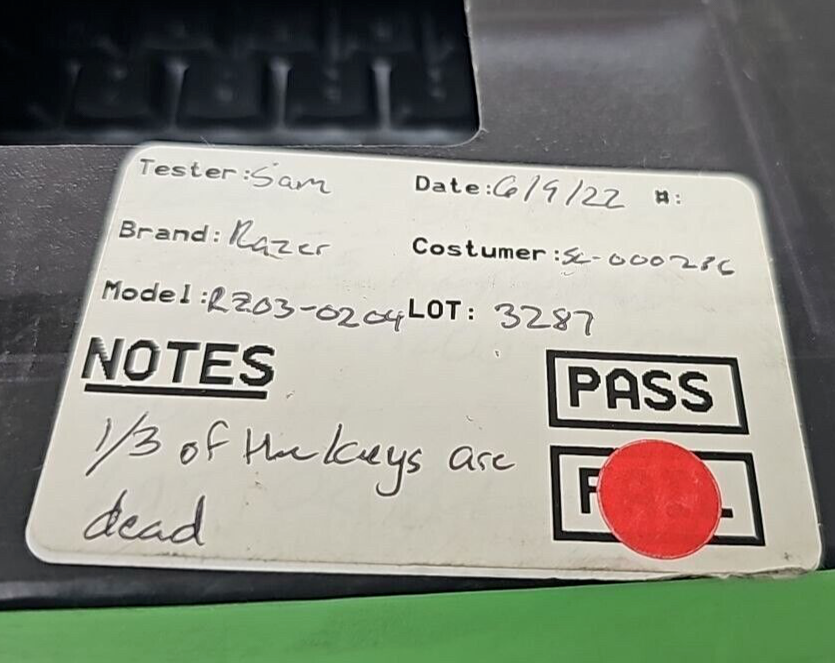 Tester:Sam Date:6/9/22 #:
Brand:Razer Costumer:SC-000286
Model:RZ03-0204 LOT: 3287
NOTES
PASS
1/3 of the keys are
dead